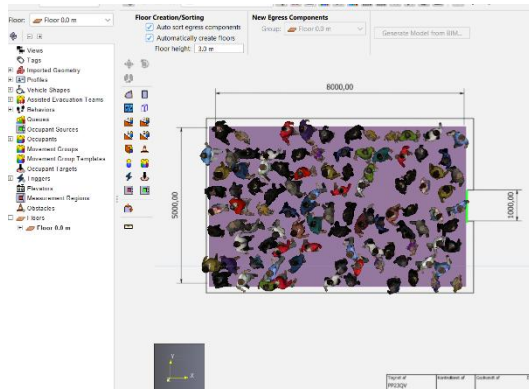 Floor: Floor 0.0 m
Floor Creation/Sorting
Auto sort egress components
Automatically create floors
Floor height: 3.0 m
New Egress Components
Group: Floor 0.0 m
Generate Model from BIM...
Views
Tags
Imported Geometry
Profiles
Vehicle Shapes
Assisted Evacuation Teams
Behaviors
Queues
Occupant Sources
Occupants
Movement Groups
Movement Group Templates
Occupant Targets
Triggers
Elevators
Measurement Regions
Obstacles
Floors
Floor 0.0 m
8000,00
5000,00
1000,00
Y
X